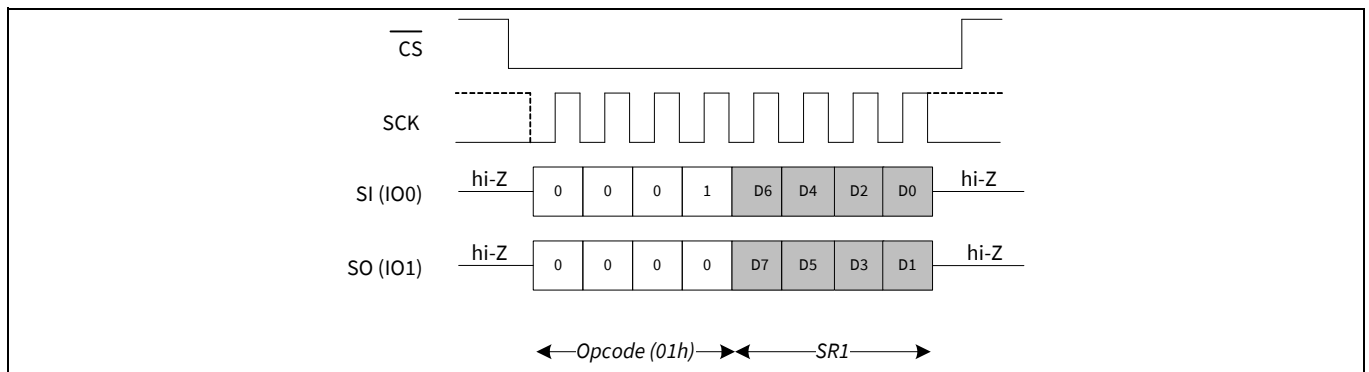 CS
SCK
hi-Z hi-Z
SI (IO0) 0 0 0 1 D6 D4 D2 D0
hi-Z hi-Z
SO (IO1) 0 0 0 0 D7 D5 D3 D1
Opcode (01h) SR1